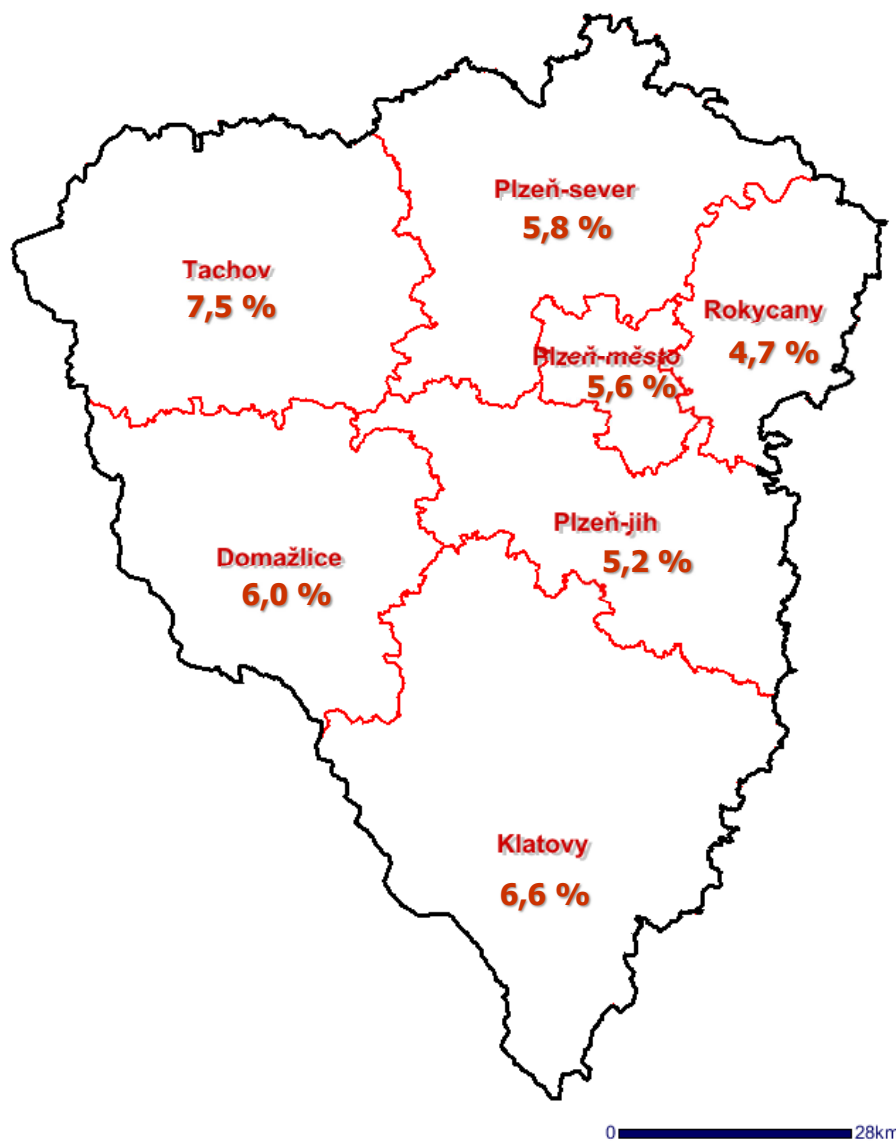 Plzeň-sever
5,8 %
Tachov
7,5 %
Rokycany
4,7 %
Plzeň-město
5,6 %
Plzeň-jih
5,2 %
Domažlice
6,0 %
Klatovy
6,6 %
0 28km